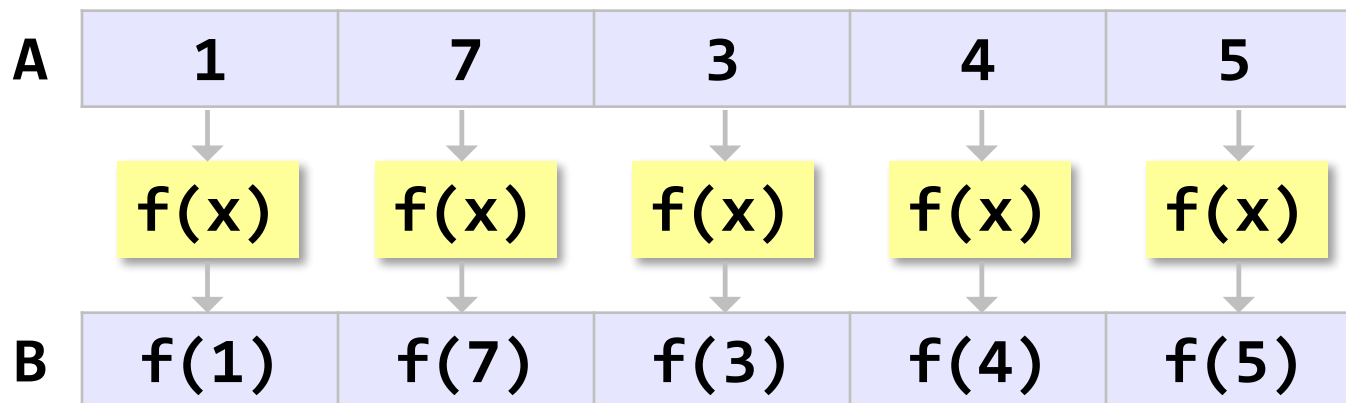 A 1 7 3 4 5
f(x) f(x) f(x) f(x) f(x)
B f(1) f(7) f(3) f(4) f(5)